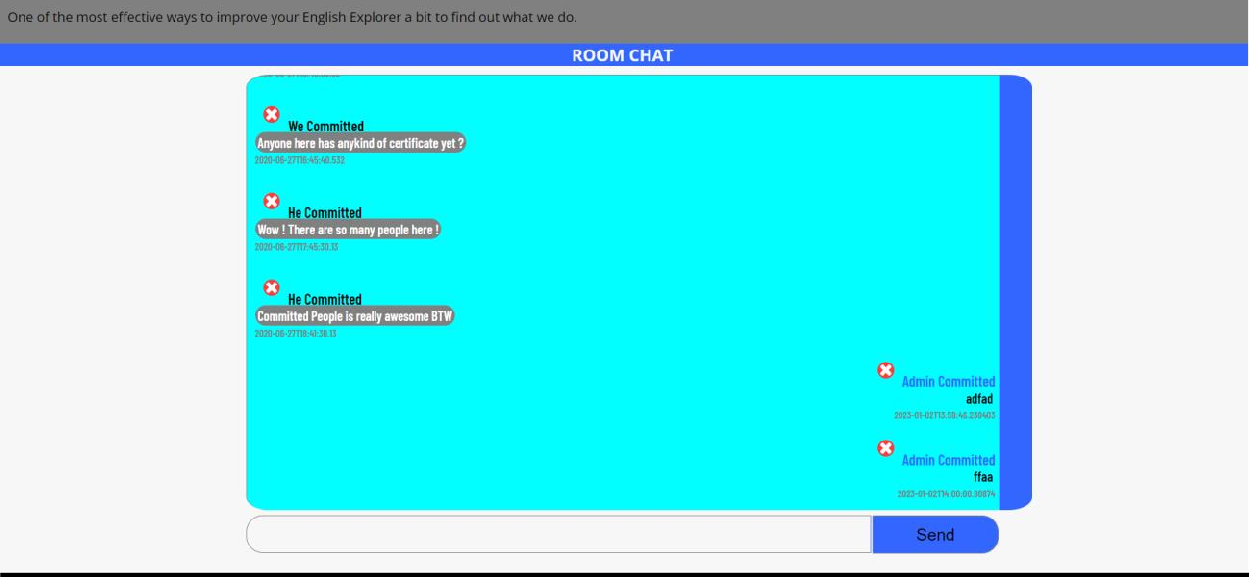 One of the most effective ways to improve your English Explorer a bit to find out what we do.
ROOM CHAT
We Committed
Anyone here has anykind of certificate yet ?
2020-06-27T16:45:40.532
He Committed
Wow ! There are so many people here !
2020-06-27T17:45:30.13
He Committed
Committed People is really awesome BTW
2020-06-27T18:41:36.13
Admin Committed
adfad
2023-01-02T13:50:46.230403
Admin Committed
ffaa
2023-01-02T14:00:00.30874
Send